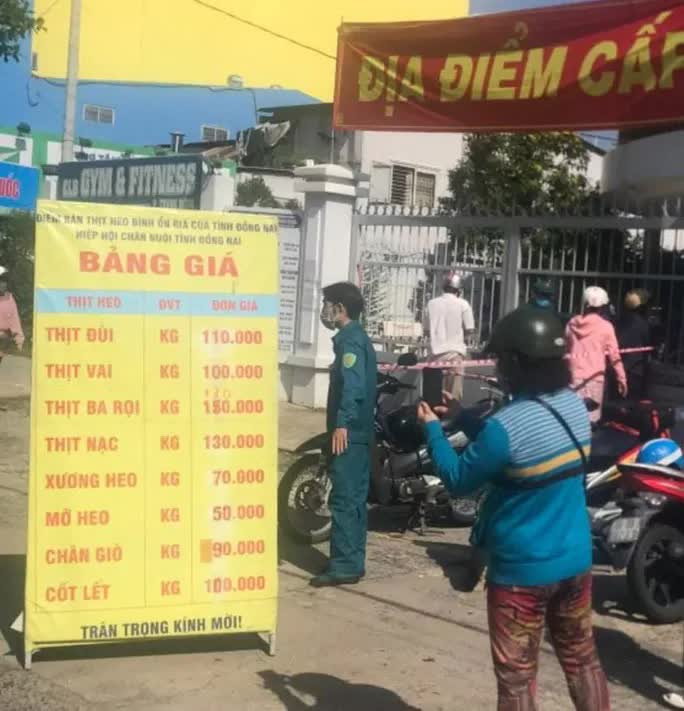 ĐỊA ĐIỂM CẤP
GYM & FITNESS
ĐIỂM BÁN THỊT HEO BÌNH ỔN GIÁ CỦA TỈNH ĐỒNG NAI
HIỆP HỘI CHĂN NUÔI TỈNH ĐỒNG NAI
BẢNG GIÁ
THỊT HEO ĐVT ĐƠN GIÁ
THỊT ĐÙI KG 110.000
THỊT VAI KG 100.000
THỊT BA RỌI KG 150.000
THỊT NẠC KG 130.000
XƯƠNG HEO KG 70.000
MỠ HEO KG 50.000
CHÂN GIÒ KG 90.000
CỐT LẾT KG 100.000
TRÂN TRỌNG KÍNH MỜI!